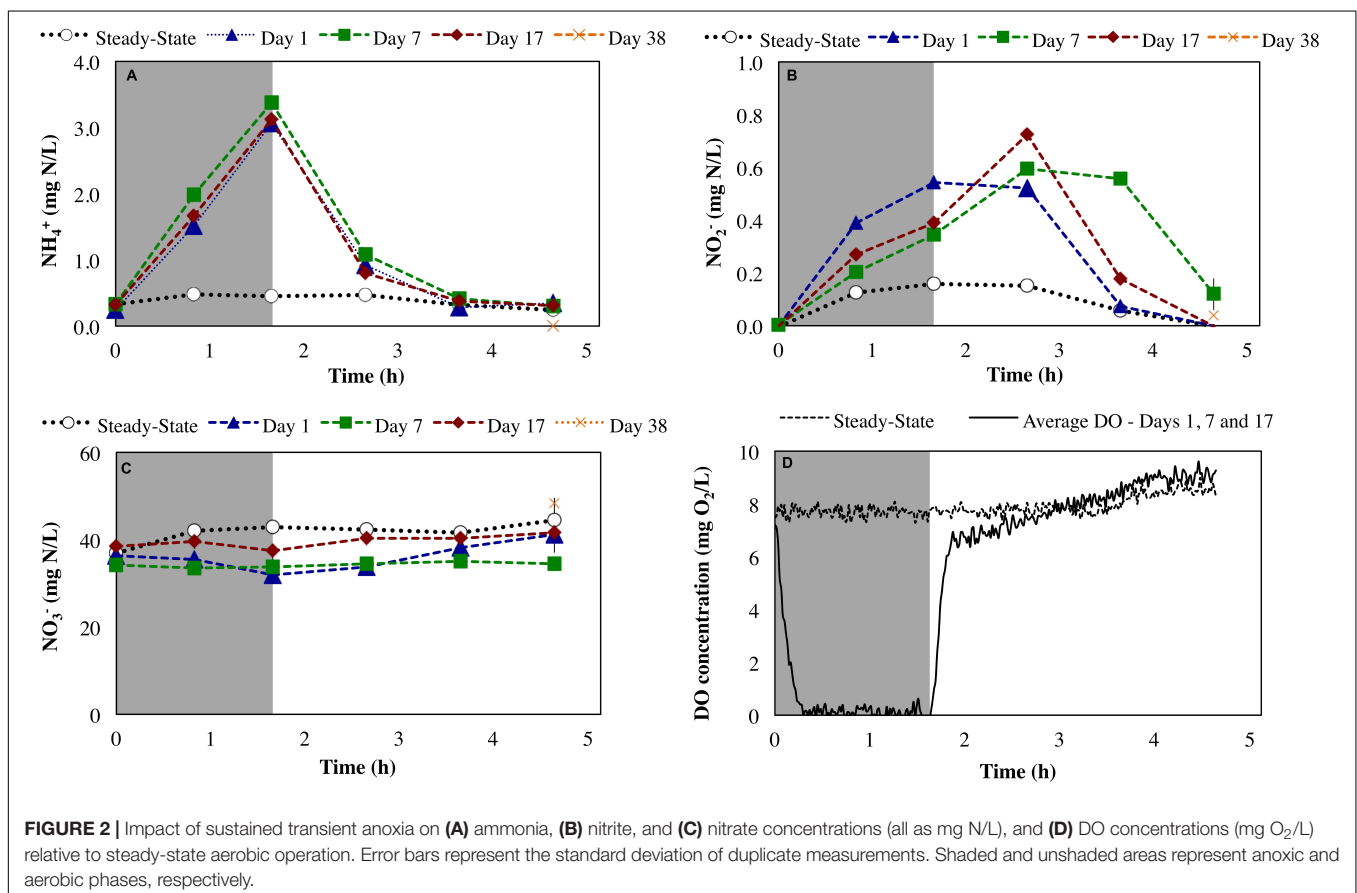 Steady-State Day 1 Day 7 Day 17 Day 38
A
4.0
3.0
2.0
1.0
0.0
NH₄⁺ (mg N/L)
0 1 2 3 4 5
Time (h)
Steady-State Day 1 Day 7 Day 17 Day 38
B
1.0
0.8
0.6
0.4
0.2
0.0
NO₂⁻ (mg N/L)
0 1 2 3 4 5
Time (h)
Steady-State Day 1 Day 7 Day 17 Day 38
C
60
40
20
0
NO₃⁻ (mg N/L)
0 1 2 3 4 5
Time (h)
Steady-State Average DO - Days 1, 7 and 17
D
10
8
6
4
2
0
DO concentration (mg O₂/L)
0 1 2 3 4 5
Time (h)
FIGURE 2 | Impact of sustained transient anoxia on (A) ammonia, (B) nitrite, and (C) nitrate concentrations (all as mg N/L), and (D) DO concentrations (mg O₂/L)
relative to steady-state aerobic operation. Error bars represent the standard deviation of duplicate measurements. Shaded and unshaded areas represent anoxic and
aerobic phases, respectively.